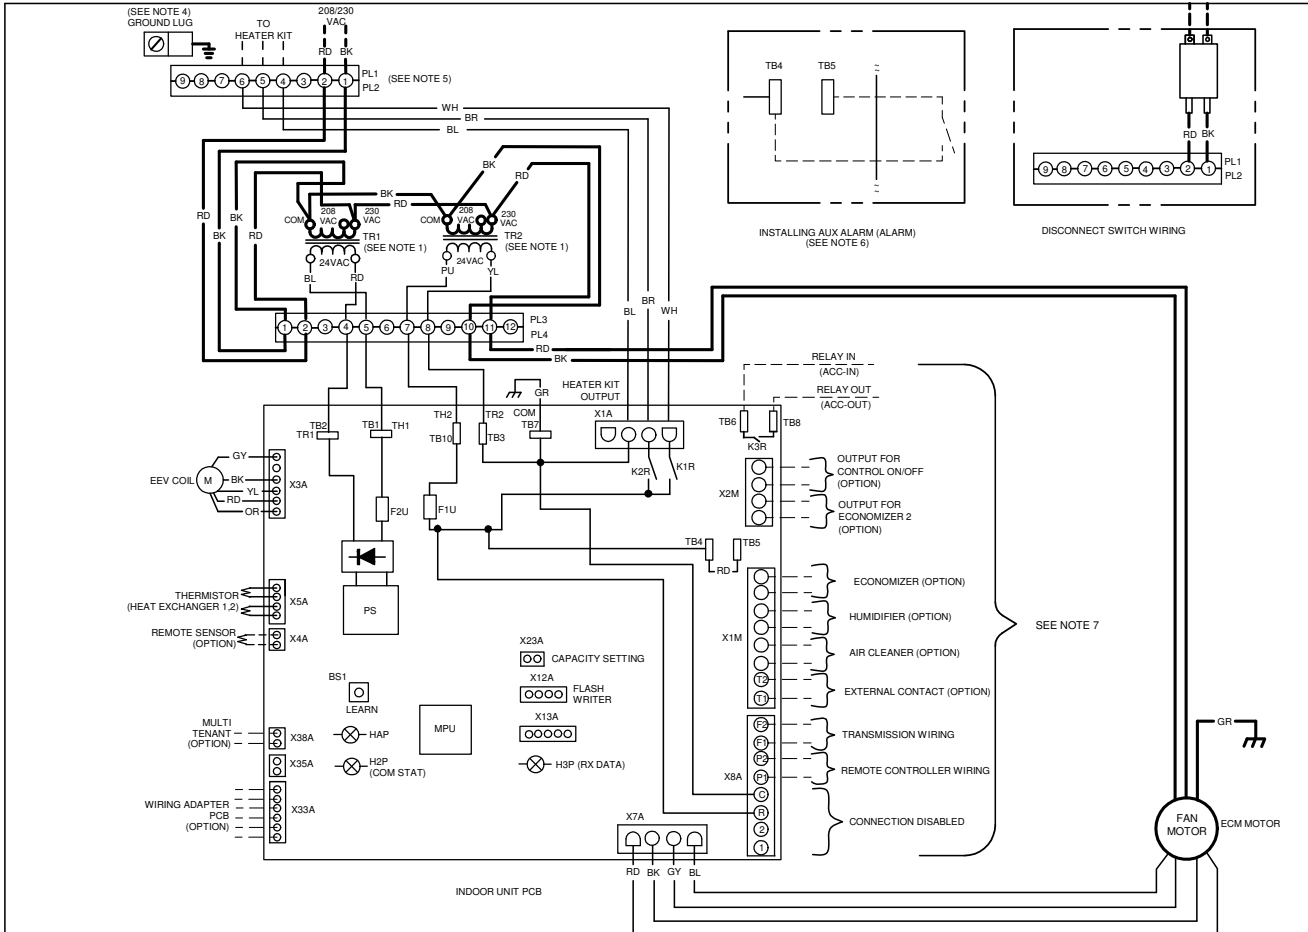 (SEE NOTE 4)
GROUND LUG
TO
HEATER KIT
208/230
VAC
RD BK
9 8 7 6 5 4 3 2 1
PL1
PL2
(SEE NOTE 5)
WH
BR
BL
TB4 TB5
INSTALLING AUX ALARM (ALARM)
(SEE NOTE 6)
RD BK
9 8 7 6 5 4 3 2 1
PL1
PL2
DISCONNECT SWITCH WIRING
RD
BK
BK
RD
BK
RD
BK
RD
COM
208
VAC
230
VAC
TR1
(SEE NOTE 1)
24VAC
BL RD
COM
208
VAC
230
VAC
TR2
(SEE NOTE 1)
24VAC
PU YL
BL
BR
WH
1 2 3 4 5 6 7 8 9 10 11 12
PL3
PL4
RD
BK
RELAY IN
(ACC-IN)
RELAY OUT
(ACC-OUT)
HEATER KIT
OUTPUT
GR
X1A
TB2
TR1
TB1
TH1
TH2
TB10
TR2
TB3
COM
TB7
K2R K1R
TB6 TB8
K3R
X2M
OUTPUT FOR
CONTROL ON/OFF
(OPTION)
OUTPUT FOR
ECONOMIZER 2
(OPTION)
EEV COIL
M
GY
BK
YL
RD
OR
X3A
F2U
F1U
TB4 TB5
RD
PS
THERMISTOR
(HEAT EXCHANGER 1,2)
X5A
REMOTE SENSOR
(OPTION)
X4A
X1M
T2
T1
ECONOMIZER (OPTION)
HUMIDIFIER (OPTION)
AIR CLEANER (OPTION)
EXTERNAL CONTACT (OPTION)
SEE NOTE 7
X23A
CAPACITY SETTING
X12A
FLASH
WRITER
X13A
H3P (RX DATA)
BS1
LEARN
HAP
H2P
(COM STAT)
MPU
MULTI
TENANT
(OPTION)
X38A
X35A
WIRING ADAPTER
PCB
(OPTION)
X33A
X8A
F2
F1
P2
P1
C
R
2
1
TRANSMISSION WIRING
REMOTE CONTROLLER WIRING
CONNECTION DISABLED
GR
FAN
MOTOR
ECM MOTOR
X7A
RD BK GY BL
INDOOR UNIT PCB